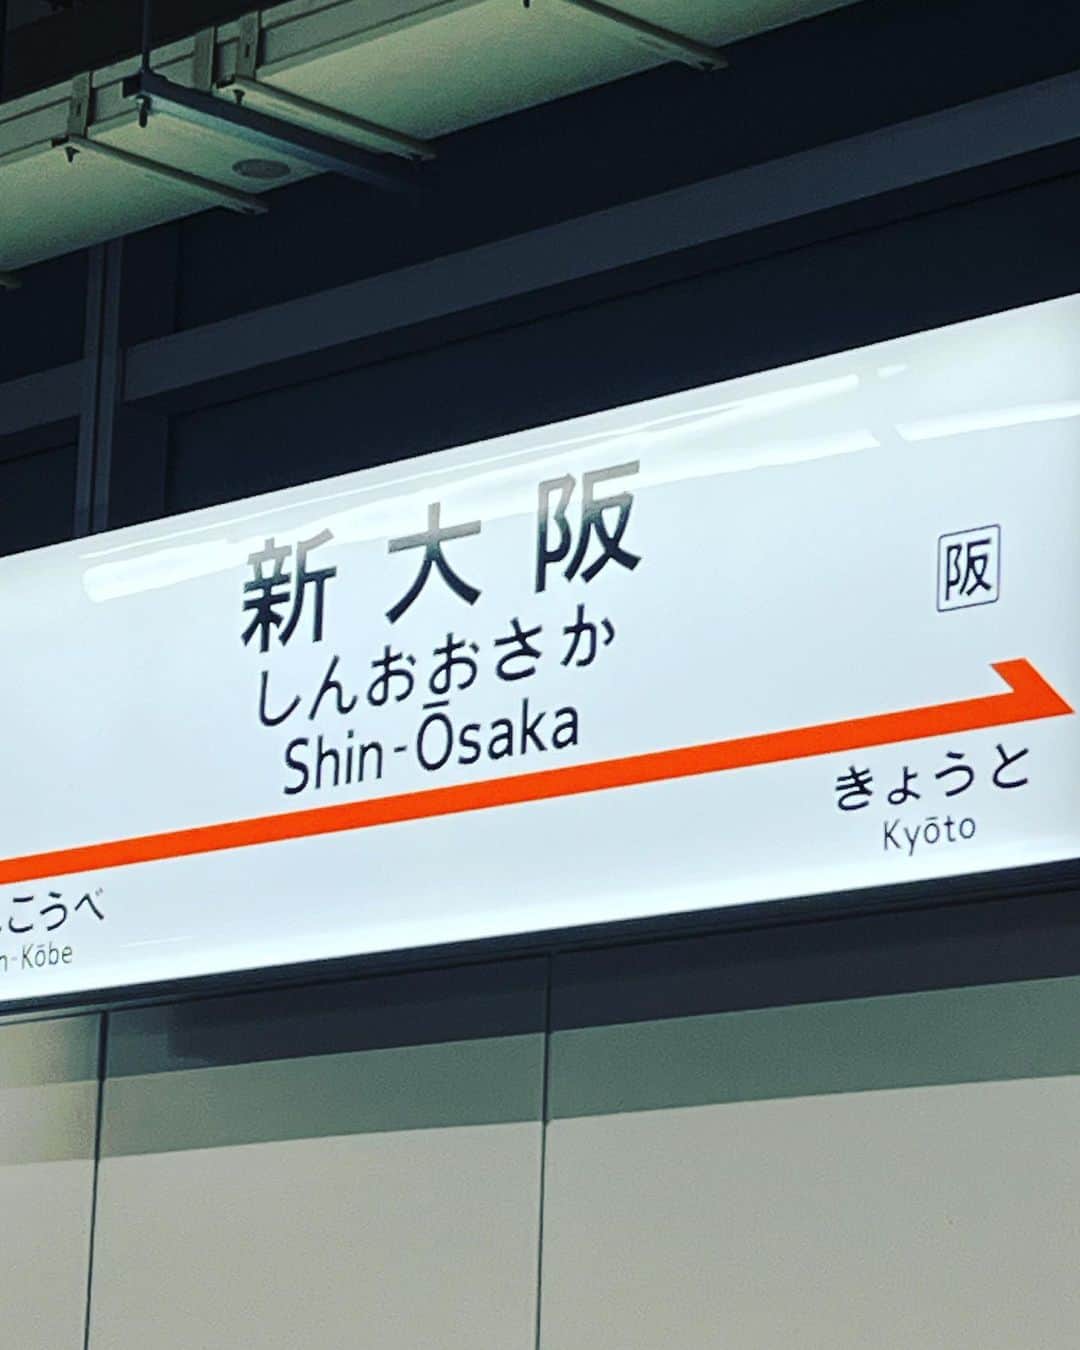 新大阪
しんおおさか
Shin-Ōsaka
阪
きょうと
Kyōto
こうべ
Kōbe